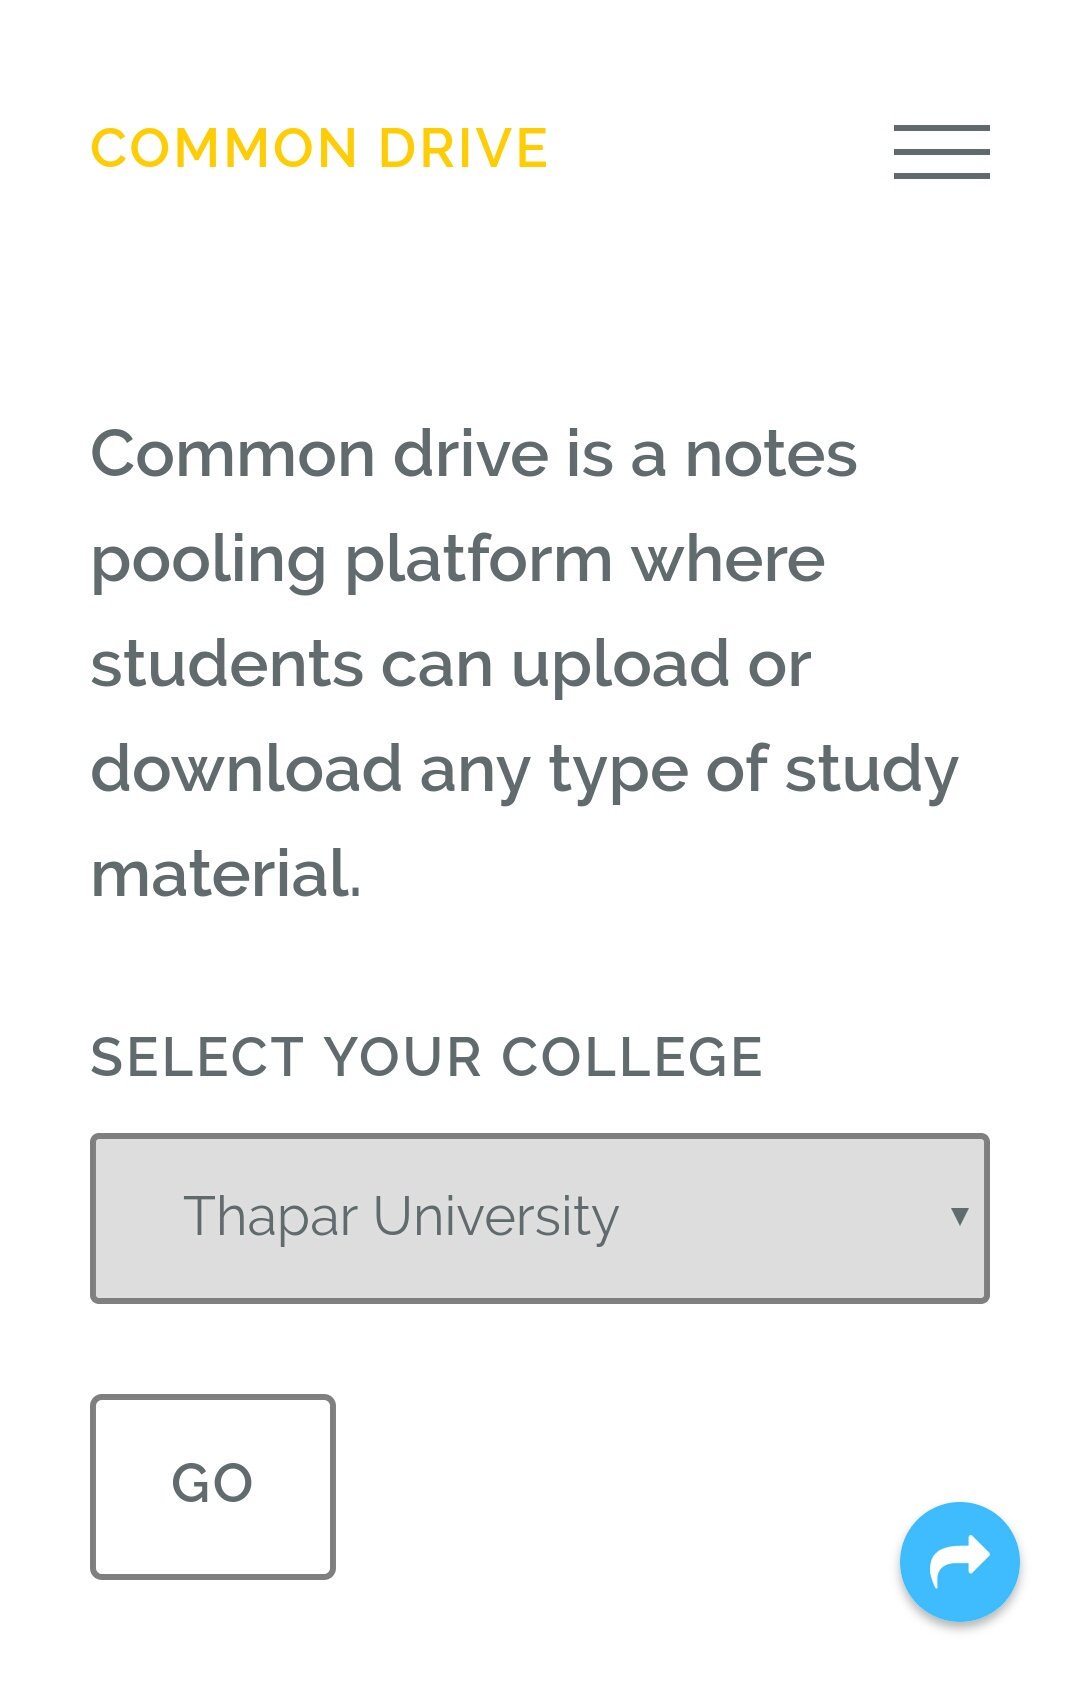 COMMON DRIVE
Common drive is a notes
pooling platform where
students can upload or
download any type of study
material.
SELECT YOUR COLLEGE
Thapar University
GO